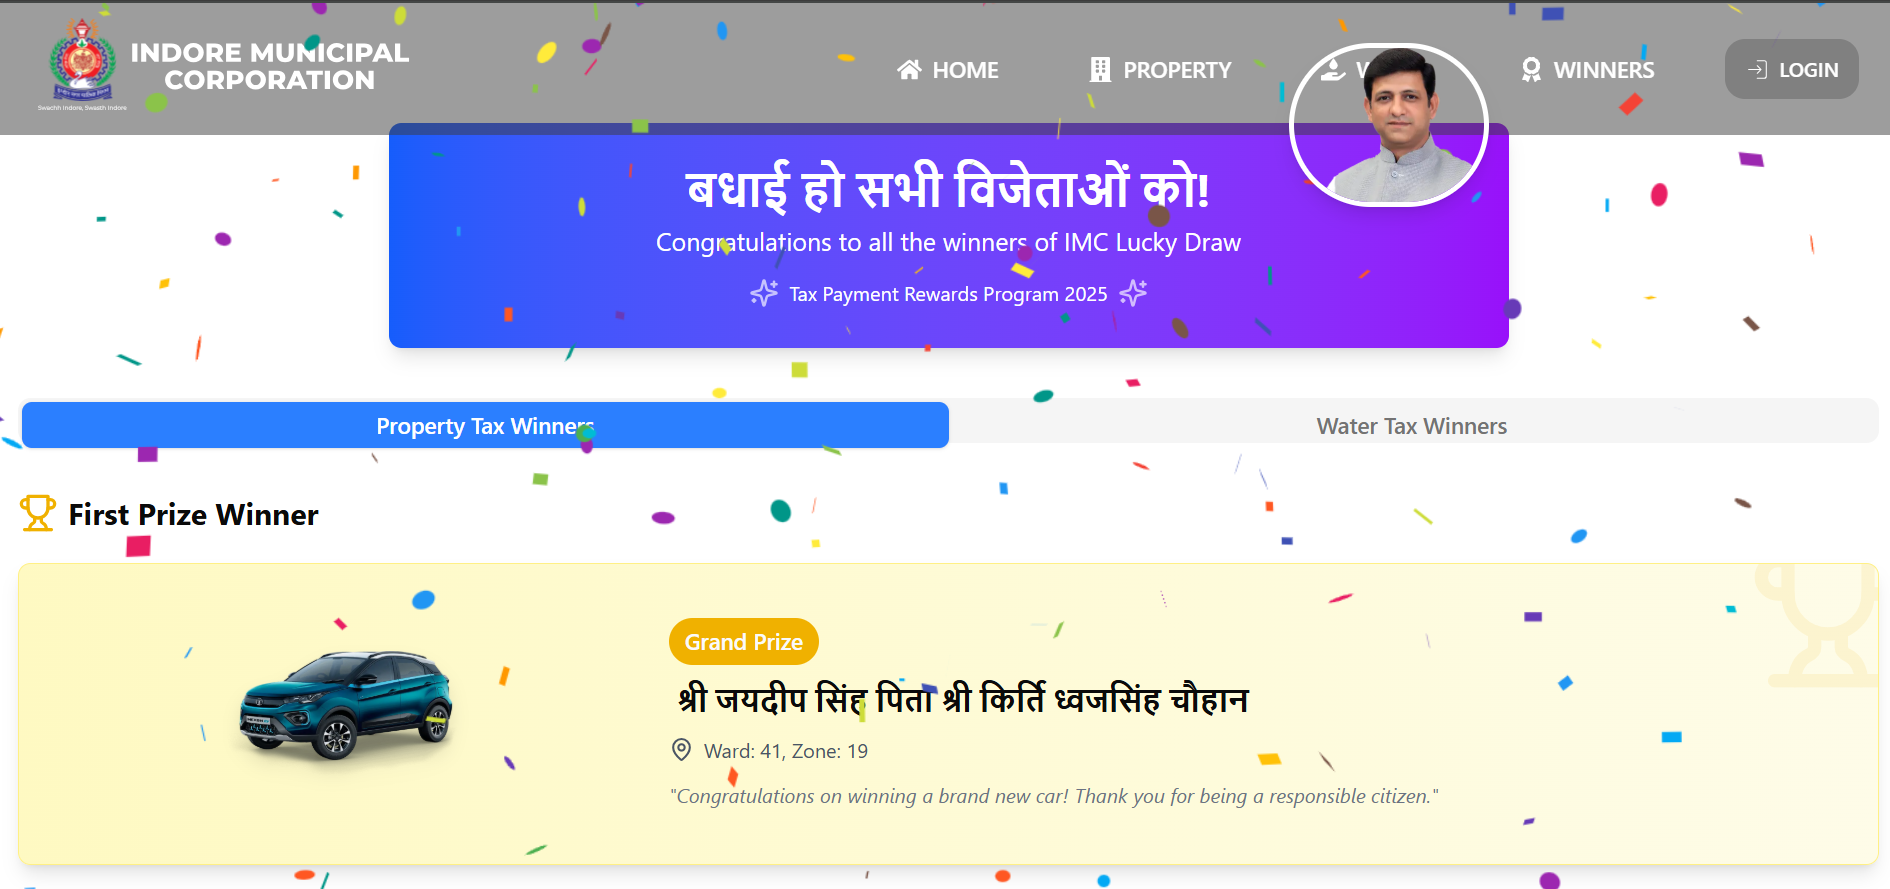 INDORE MUNICIPAL
CORPORATION
Swachh Indore, Swasth Indore
HOME
PROPERTY
WINNERS
LOGIN
बधाई हो सभी विजेताओं को!
Congratulations to all the winners of IMC Lucky Draw
Tax Payment Rewards Program 2025
Property Tax Winners
Water Tax Winners
First Prize Winner
Grand Prize
श्री जयदीप सिंह पिता श्री किर्ति ध्वजसिंह चौहान
Ward: 41, Zone: 19
"Congratulations on winning a brand new car! Thank you for being a responsible citizen."